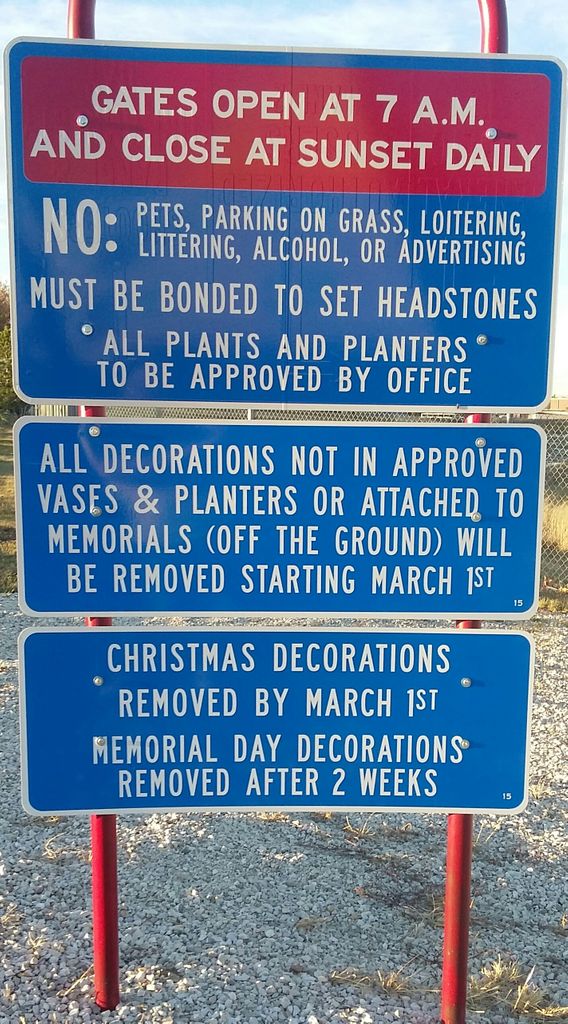 GATES OPEN AT 7 A.M.
AND CLOSE AT SUNSET DAILY
NO: PETS, PARKING ON GRASS, LOITERING,
LITTERING, ALCOHOL, OR ADVERTISING
MUST BE BONDED TO SET HEADSTONES
ALL PLANTS AND PLANTERS
TO BE APPROVED BY OFFICE
ALL DECORATIONS NOT IN APPROVED
VASES & PLANTERS OR ATTACHED TO
MEMORIALS (OFF THE GROUND) WILL
BE REMOVED STARTING MARCH 1ST
15
CHRISTMAS DECORATIONS
REMOVED BY MARCH 1ST
MEMORIAL DAY DECORATIONS
REMOVED AFTER 2 WEEKS
15